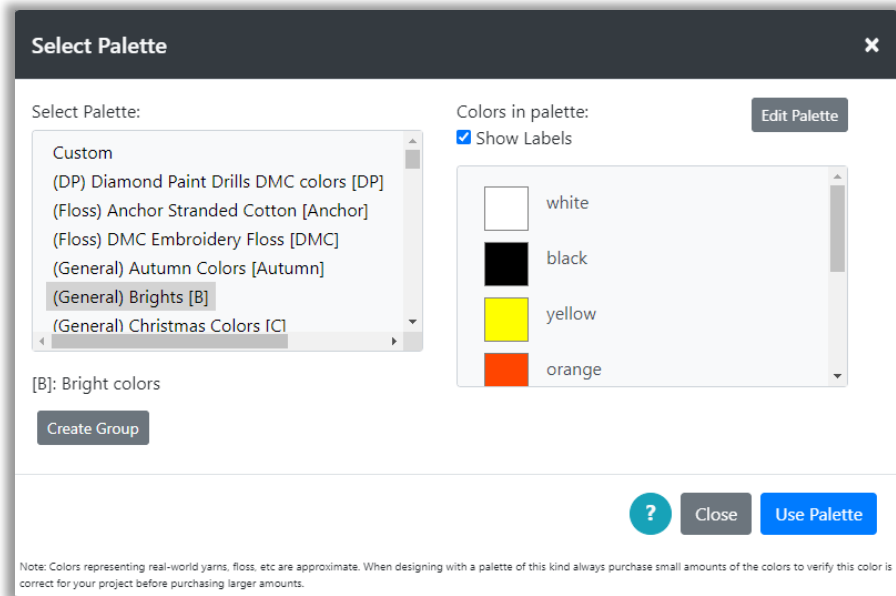 Select Palette
×
Select Palette:
Custom
(DP) Diamond Paint Drills DMC colors [DP]
(Floss) Anchor Stranded Cotton [Anchor]
(Floss) DMC Embroidery Floss [DMC]
(General) Autumn Colors [Autumn]
(General) Brights [B]
(General) Christmas Colors [C]
[B]: Bright colors
Create Group
Colors in palette:
Edit Palette
Show Labels
white
black
yellow
orange
?
Close
Use Palette
Note: Colors representing real-world yarns, floss, etc are approximate. When designing with a palette of this kind always purchase small amounts of the colors to verify this color is
correct for your project before purchasing larger amounts.